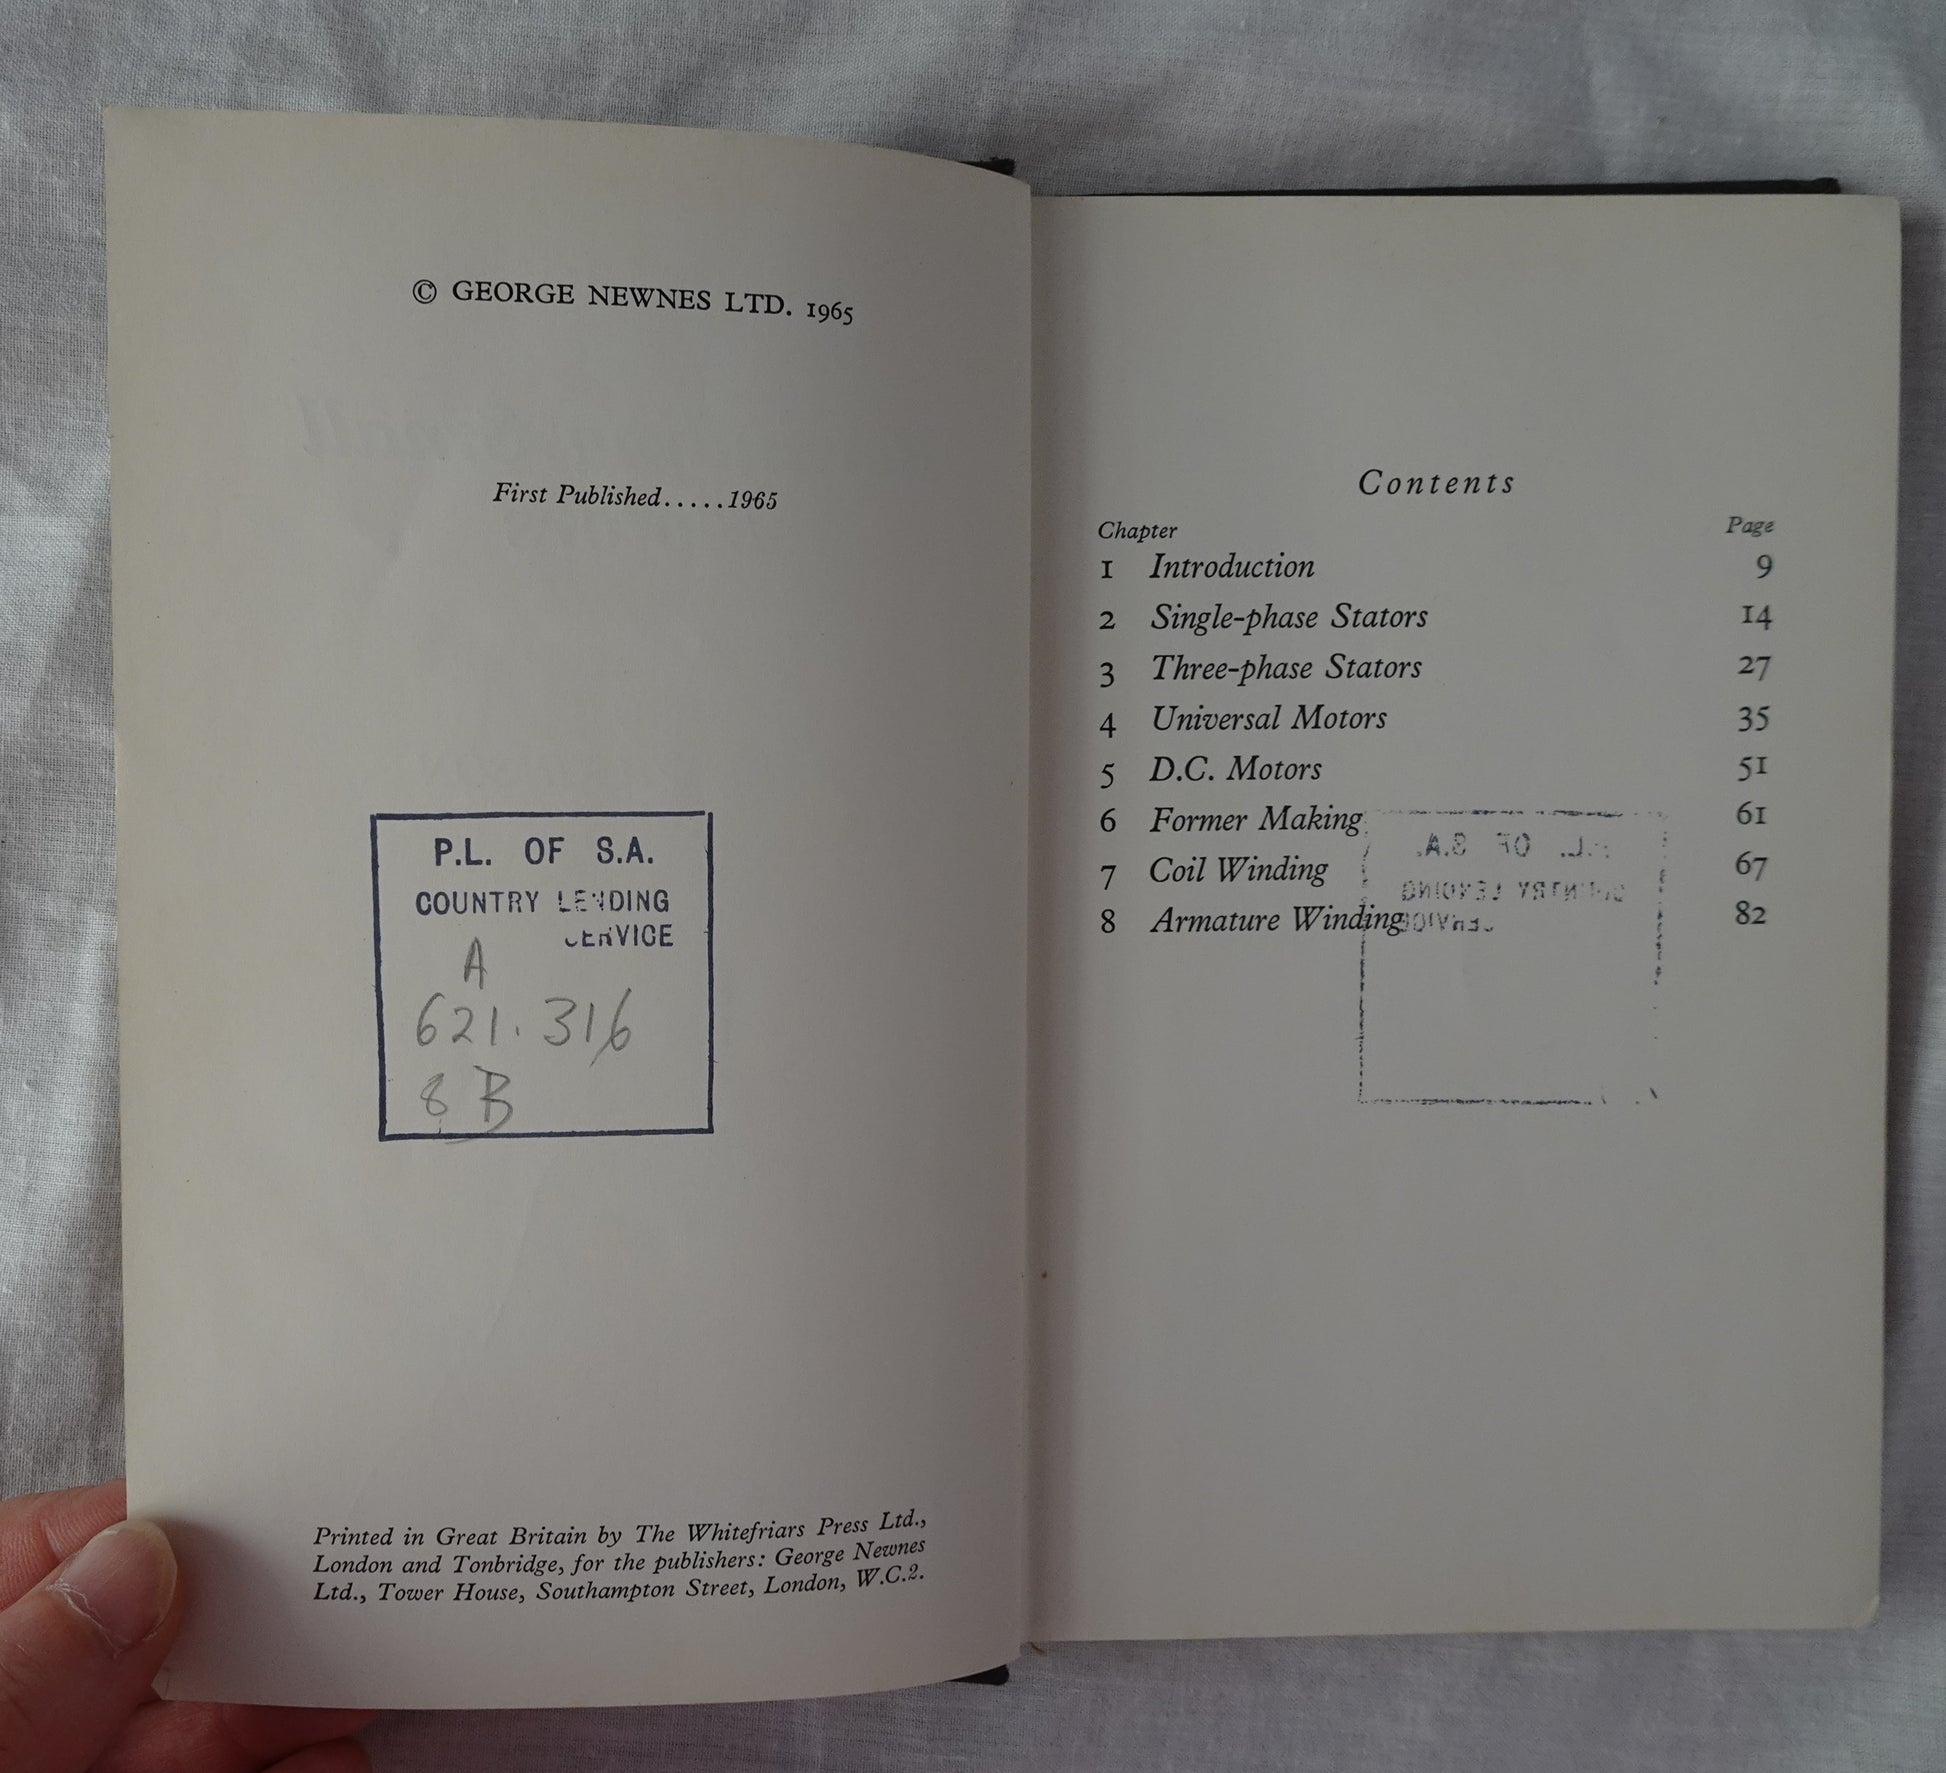 © GEORGE NEWNES LTD. 1965
First Published.....1965
P.L. OF S.A.
COUNTRY LENDING
SERVICE
A
621.316
8 B
Printed in Great Britain by The Whitefriars Press Ltd.,
London and Tonbridge, for the publishers: George Newnes
Ltd., Tower House, Southampton Street, London, W.C.2.
Contents
Chapter Page
1 Introduction 9
2 Single-phase Stators 14
3 Three-phase Stators 27
4 Universal Motors 35
5 D.C. Motors 51
6 Former Making 61
7 Coil Winding 67
8 Armature Winding 82